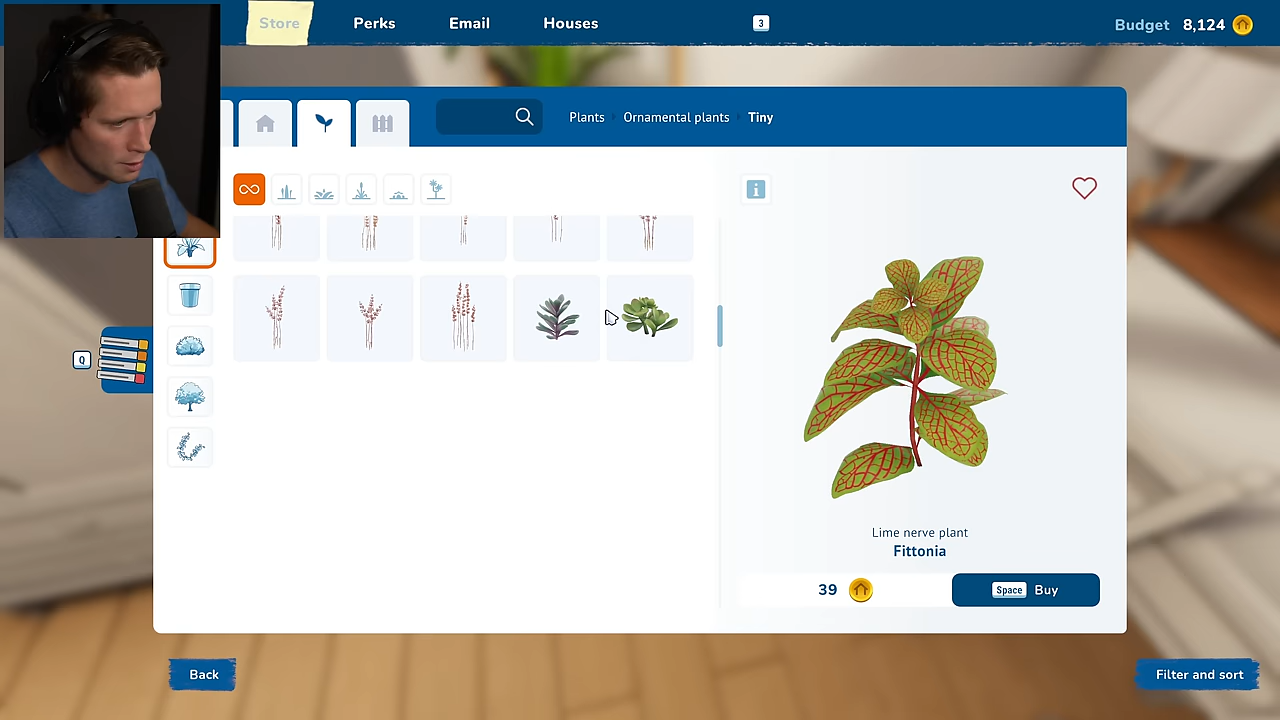 Store
Perks
Email
Houses
3
Budget 8,124
Plants
Ornamental plants
Tiny
Q
Lime nerve plant
Fittonia
39
Space Buy
Back
Filter and sort